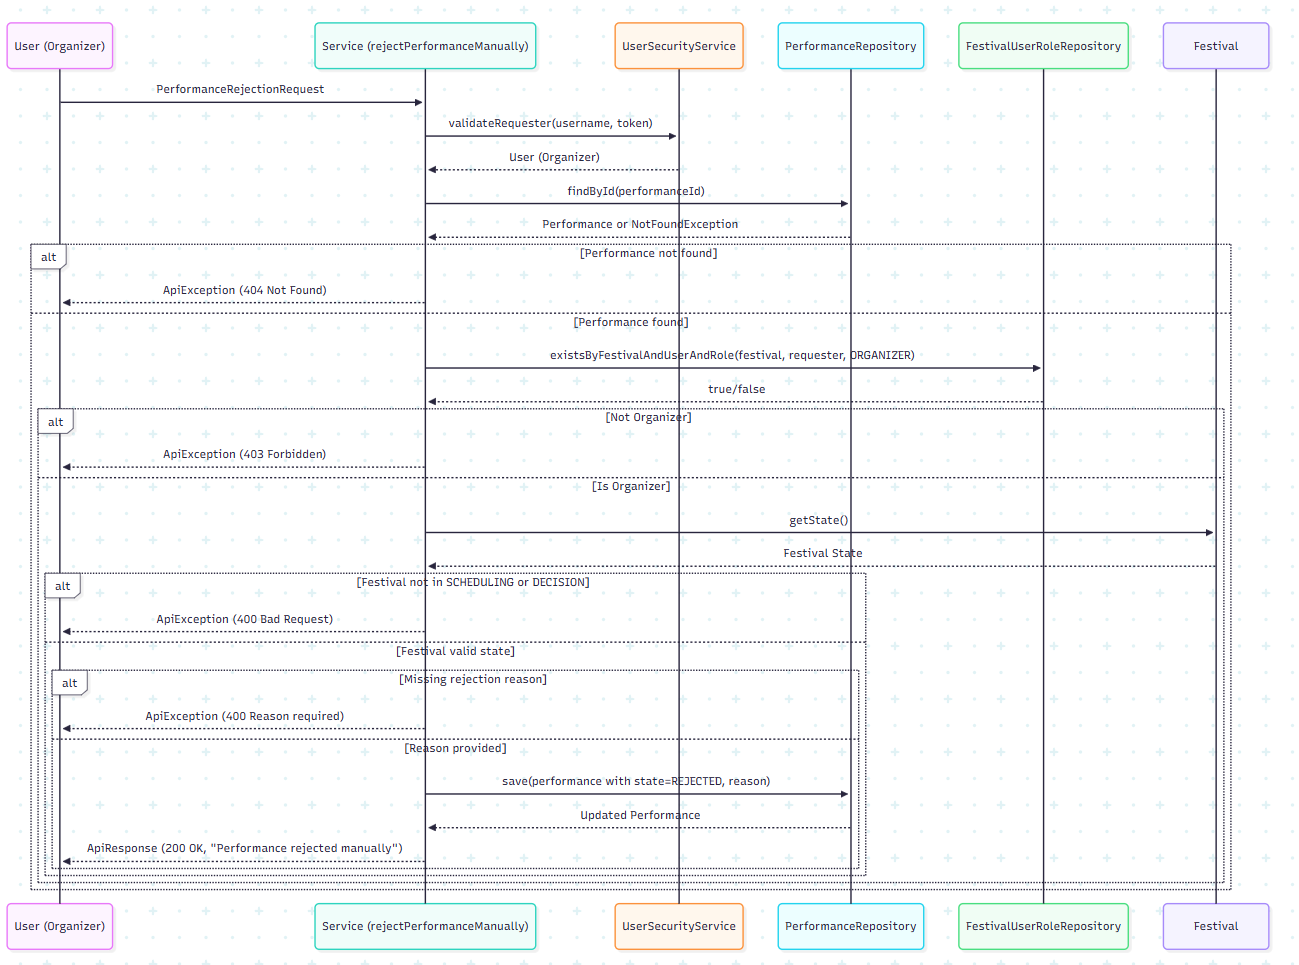 User (Organizer)
Service (rejectPerformanceManually)
UserSecurityService
PerformanceRepository
FestivalUserRoleRepository
Festival
PerformanceRejectionRequest
validateRequester(username, token)
User (Organizer)
findById(performanceId)
Performance or NotFoundException
alt
[Performance not found]
ApiException (404 Not Found)
[Performance found]
existsByFestivalAndUserAndRole(festival, requester, ORGANIZER)
true/false
alt
[Not Organizer]
ApiException (403 Forbidden)
[Is Organizer]
getState()
Festival State
alt
[Festival not in SCHEDULING or DECISION]
ApiException (400 Bad Request)
[Festival valid state]
alt
[Missing rejection reason]
ApiException (400 Reason required)
[Reason provided]
save(performance with state=REJECTED, reason)
Updated Performance
ApiResponse (200 OK, "Performance rejected manually")
User (Organizer)
Service (rejectPerformanceManually)
UserSecurityService
PerformanceRepository
FestivalUserRoleRepository
Festival